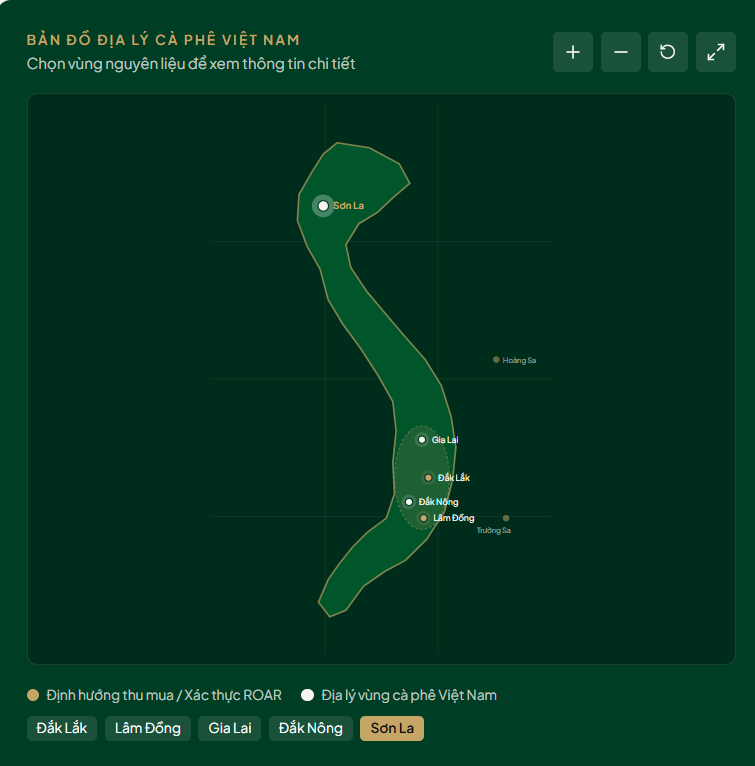 BẢN ĐỒ ĐỊA LÝ CÀ PHÊ VIỆT NAM
Chọn vùng nguyên liệu để xem thông tin chi tiết
Sơn La
Hoàng Sa
Gia Lai
Đắk Lắk
Đắk Nông
Lâm Đồng
Trường Sa
Định hướng thu mua / Xác thực ROAR
Địa lý vùng cà phê Việt Nam
Đắk Lắk
Lâm Đồng
Gia Lai
Đắk Nông
Sơn La